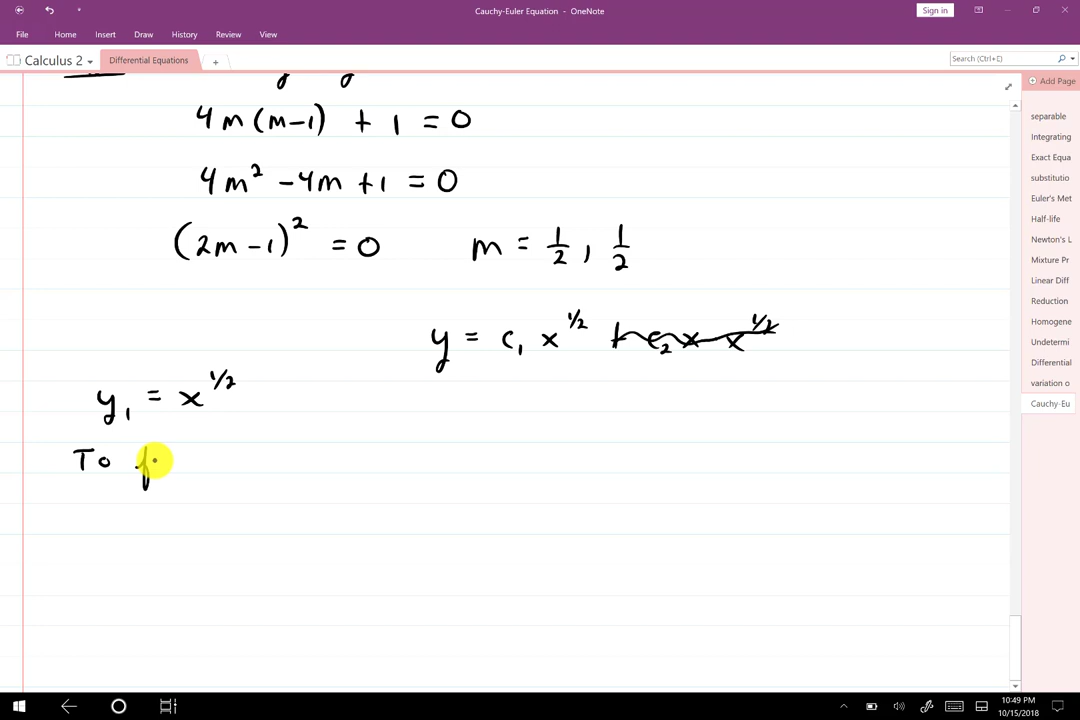 Cauchy-Euler Equation - OneNote
Sign in
File Home Insert Draw History Review View
Calculus 2 Differential Equations
Search (Ctrl+E)
Add Page
4m(m-1) + 1 = 0
4m² - 4m + 1 = 0
(2m-1)² = 0 m = 1/2, 1/2
y = c₁ x^1/2 + c₂ x x^1/2
y₁ = x^1/2
To f
separable
Integrating
Exact Equa
substitutio
Euler's Met
Half-life
Newton's L
Mixture Pr
Linear Diff
Reduction
Homogene
Undetermi
Differential
variation o
Cauchy-Eu
10:49 PM
10/15/2018